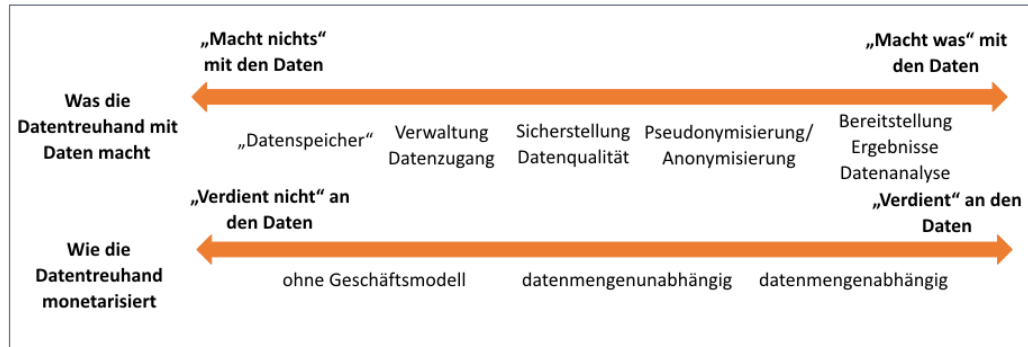 „Macht nichts“
mit den Daten
„Macht was“ mit
den Daten
Was die
Datentreuhand mit
Daten macht
„Datenspeicher“
Verwaltung
Datenzugang
Sicherstellung
Datenqualität
Pseudonymisierung/
Anonymisierung
Bereitstellung
Ergebnisse
Datenanalyse
„Verdient nicht“ an
den Daten
„Verdient“ an den
Daten
Wie die
Datentreuhand
monetarisiert
ohne Geschäftsmodell
datenmengenunabhängig
datenmengenabhängig